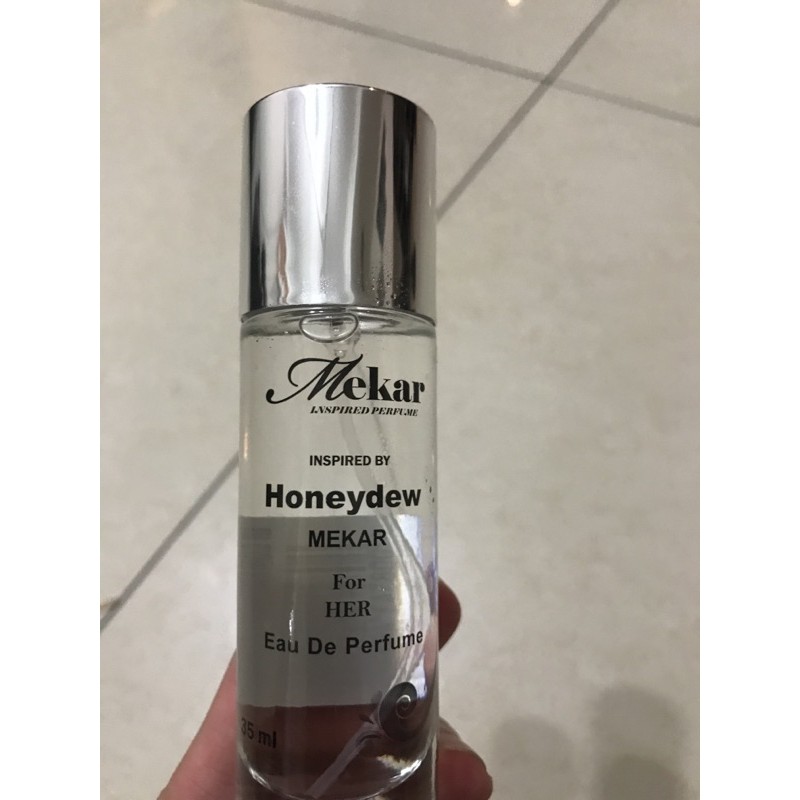 Mekar
INSPIRED PERFUME
INSPIRED BY
Honeydew
MEKAR
For
HER
Eau De Perfume
35 ml